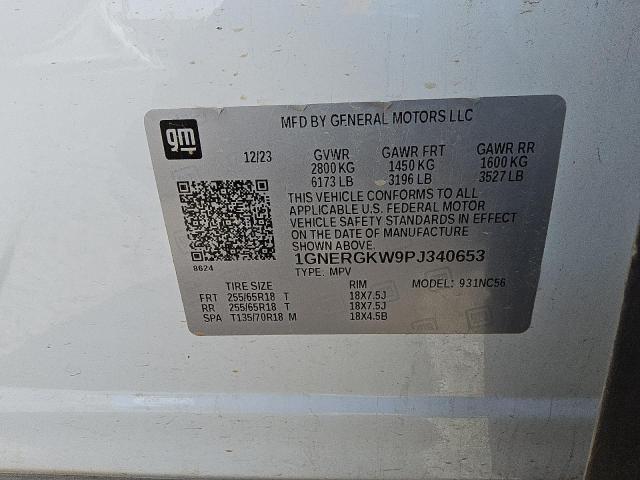 gm
MFD BY GENERAL MOTORS LLC
12/23 GVWR GAWR FRT GAWR RR
2800 KG 1450 KG 1600 KG
6173 LB 3196 LB 3527 LB
THIS VEHICLE CONFORMS TO ALL
APPLICABLE U.S. FEDERAL MOTOR
VEHICLE SAFETY STANDARDS IN EFFECT
ON THE DATE OF MANUFACTURE
SHOWN ABOVE.
8624
1GNERGKW9PJ340653
TYPE: MPV MODEL: 931NC56
TIRE SIZE RIM
FRT 255/65R18 T 18X7.5J
RR 255/65R18 T 18X7.5J
SPA T135/70R18 M 18X4.5B